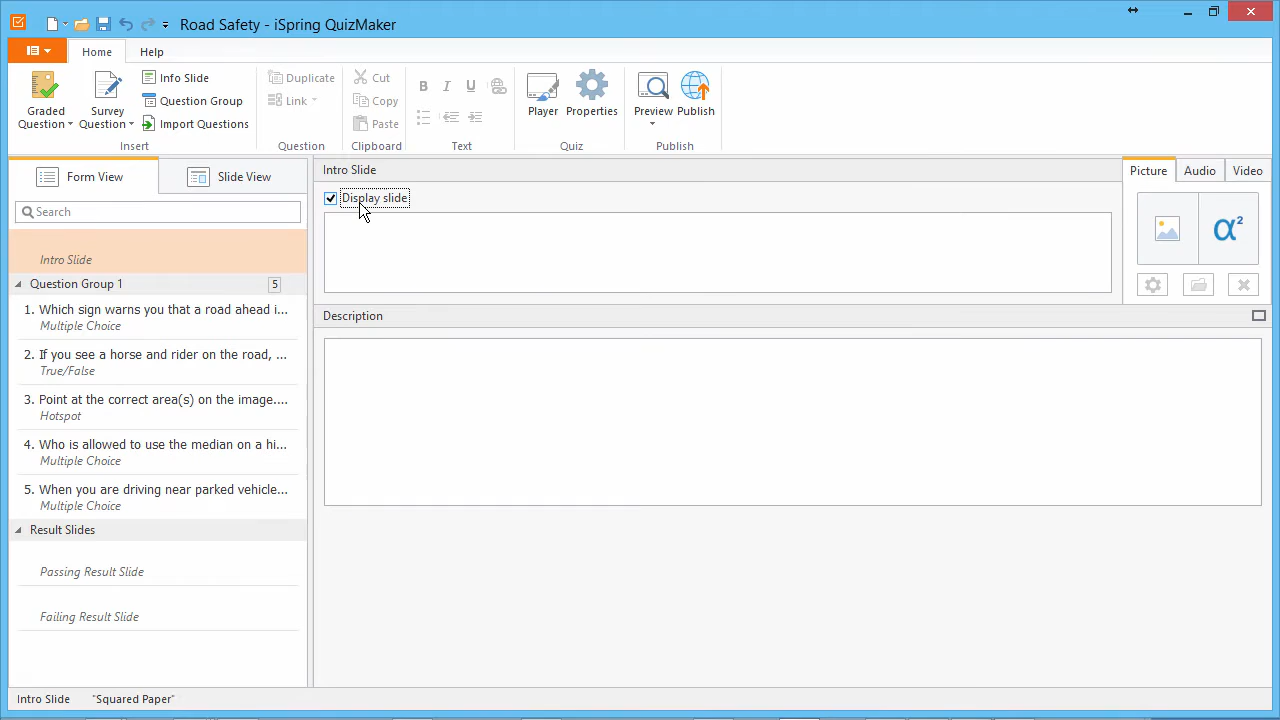 Road Safety - iSpring QuizMaker
Home
Help
Graded Question
Survey Question
Info Slide
Question Group
Import Questions
Insert
Duplicate
Link
Question
Cut
Copy
Paste
Clipboard
B I U
Text
Player
Properties
Quiz
Preview
Publish
Publish
Form View
Slide View
Search
Intro Slide
Question Group 1
5
1. Which sign warns you that a road ahead i...
Multiple Choice
2. If you see a horse and rider on the road, ...
True/False
3. Point at the correct area(s) on the image....
Hotspot
4. Who is allowed to use the median on a hi...
Multiple Choice
5. When you are driving near parked vehicle...
Multiple Choice
Result Slides
Passing Result Slide
Failing Result Slide
Intro Slide
Display slide
Description
Picture
Audio
Video
α²
Intro Slide
"Squared Paper"